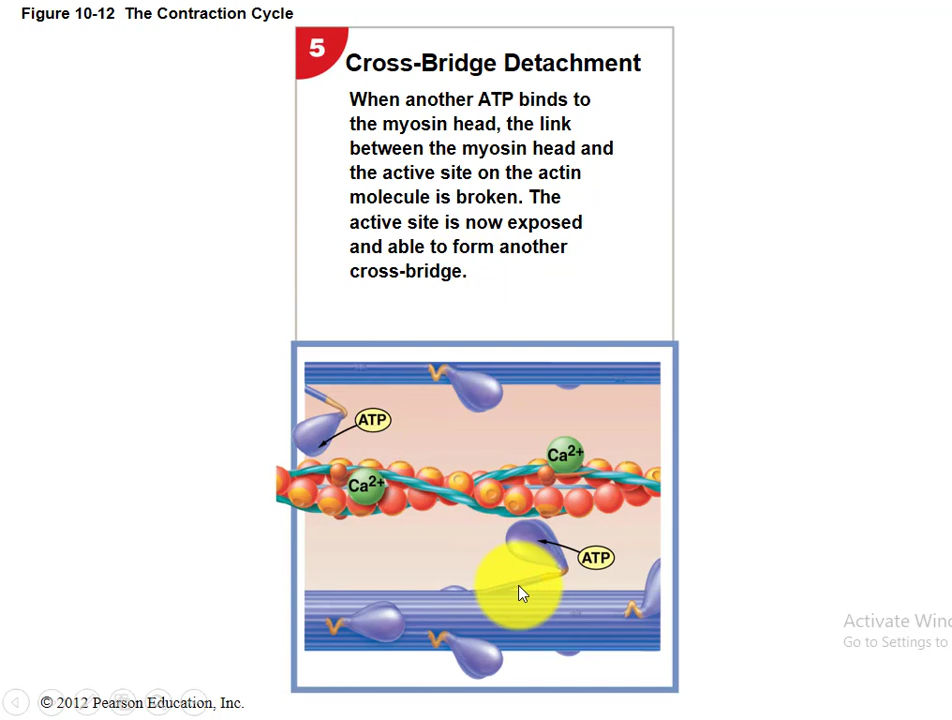 Figure 10-12 The Contraction Cycle
5
Cross-Bridge Detachment
When another ATP binds to
the myosin head, the link
between the myosin head and
the active site on the actin
molecule is broken. The
active site is now exposed
and able to form another
cross-bridge.
ATP
Ca2+
Ca2+
ATP
Activate Win
Go to Settings to
© 2012 Pearson Education, Inc.